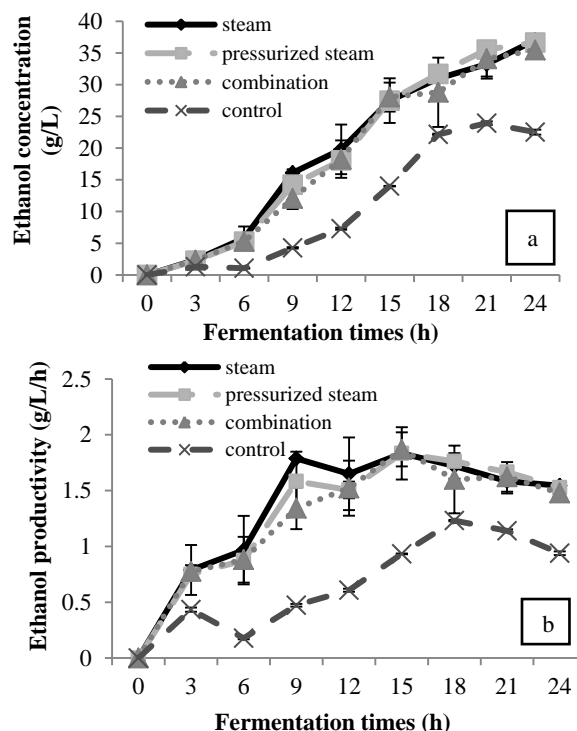 steam
pressurized steam
combination
control
Ethanol concentration
(g/L)
40
35
30
25
20
15
10
5
0
a
0 3 6 9 12 15 18 21 24
Fermentation times (h)
steam
pressurized steam
combination
control
Ethanol productivity (g/L/h)
2.5
2
1.5
1
0.5
0
b
0 3 6 9 12 15 18 21 24
Fermentation times (h)